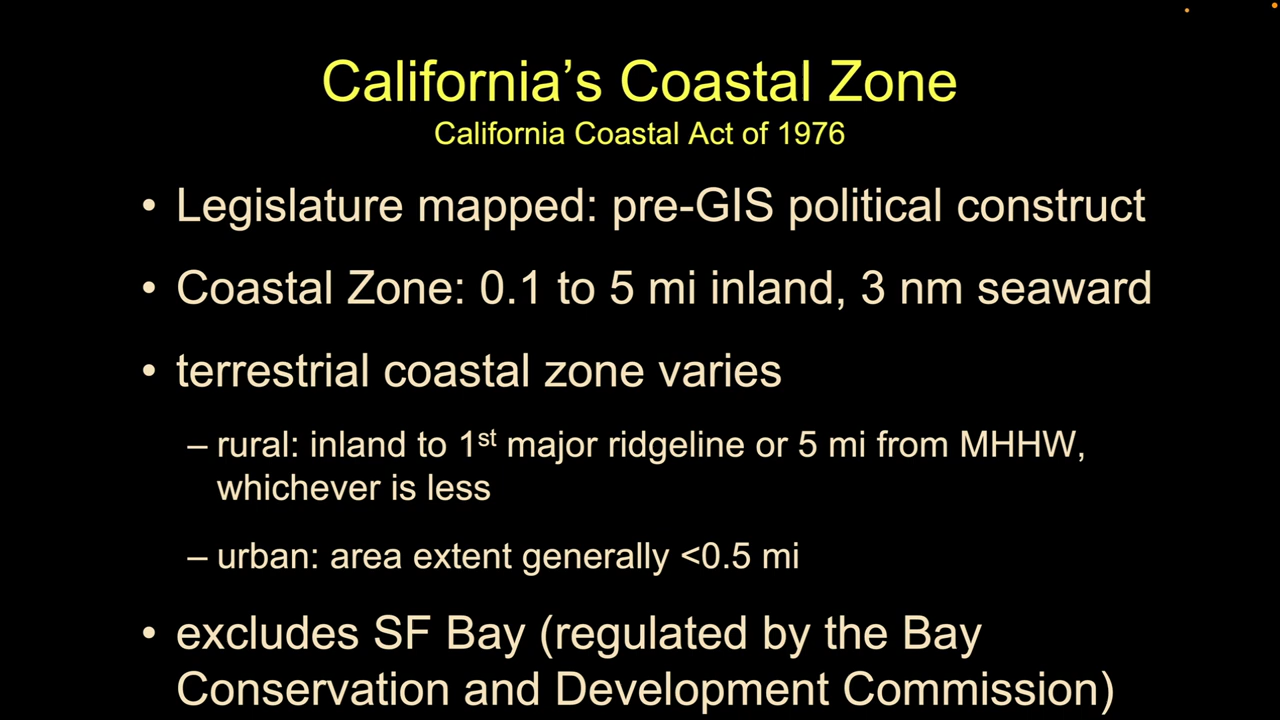 California’s Coastal Zone
California Coastal Act of 1976
• Legislature mapped: pre-GIS political construct
• Coastal Zone: 0.1 to 5 mi inland, 3 nm seaward
• terrestrial coastal zone varies
– rural: inland to 1st major ridgeline or 5 mi from MHHW,
whichever is less
– urban: area extent generally <0.5 mi
• excludes SF Bay (regulated by the Bay
Conservation and Development Commission)